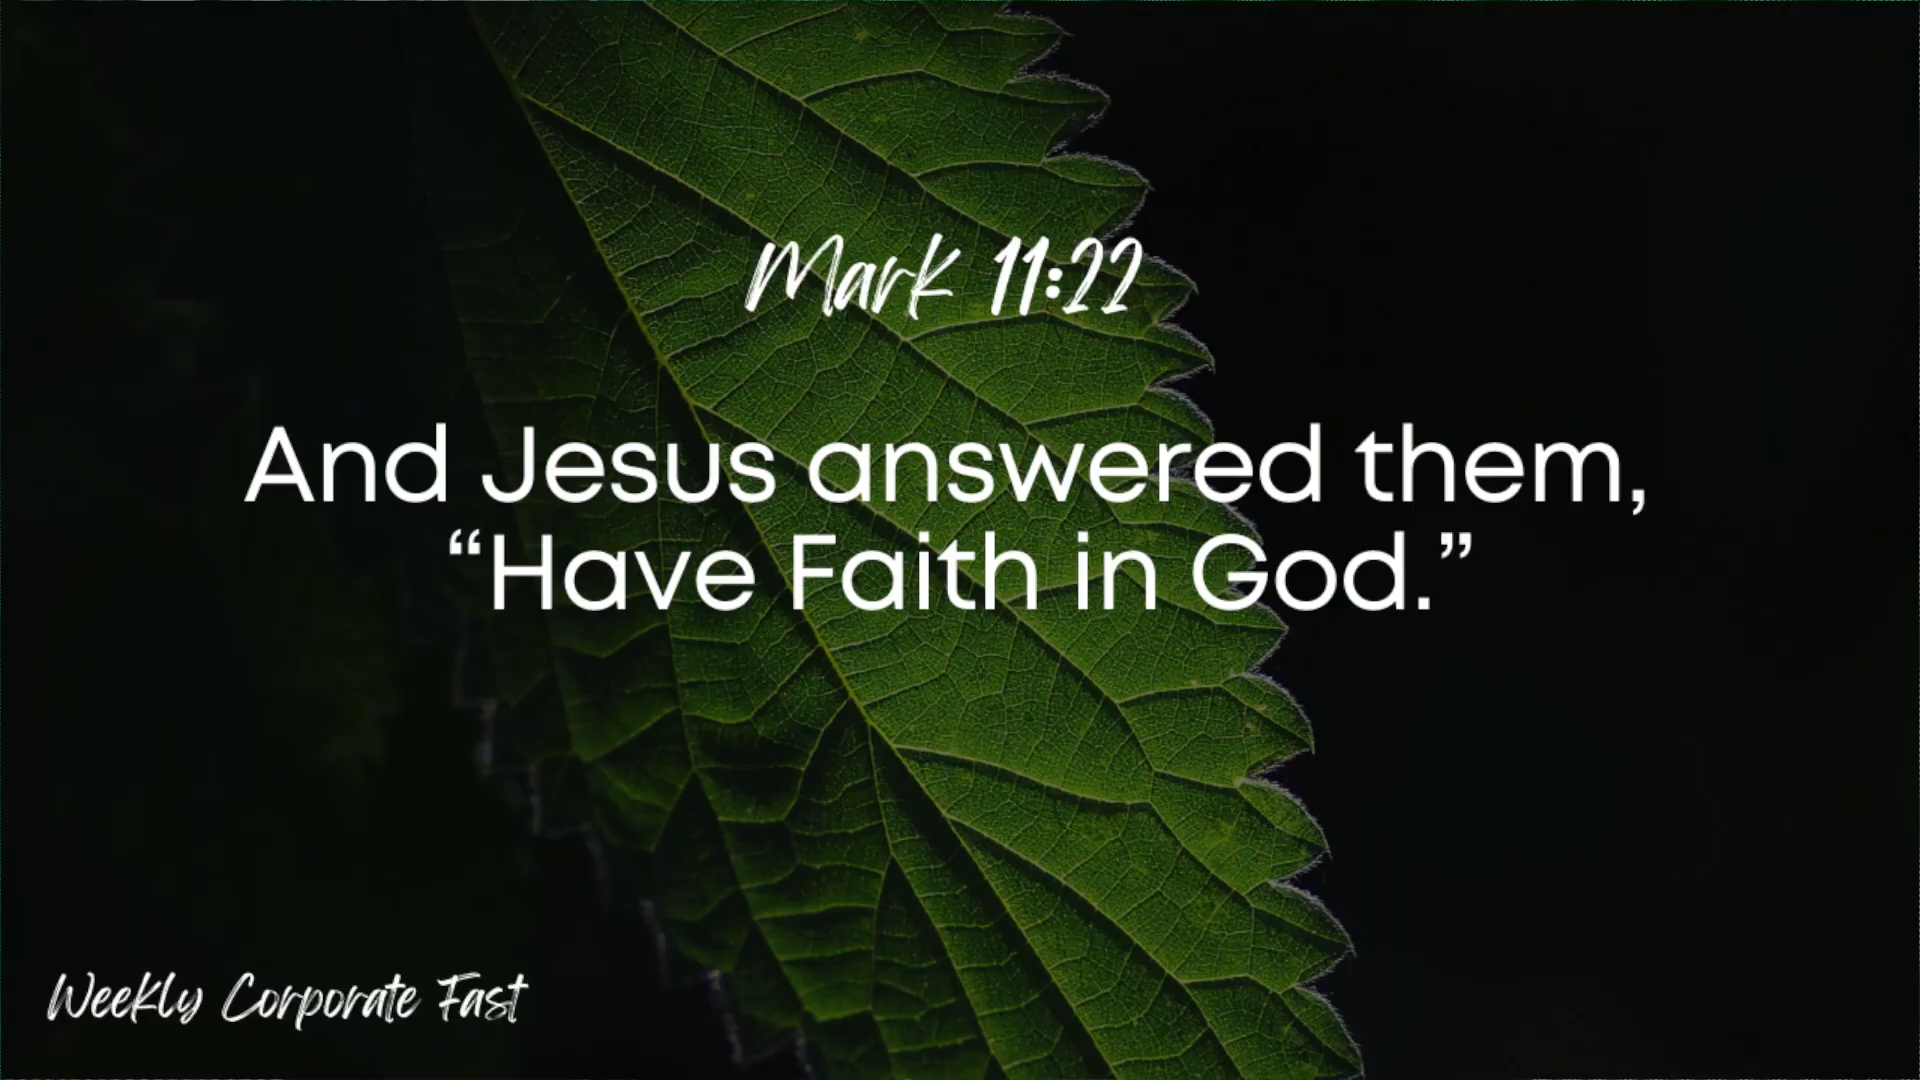 Mark 11:22
And Jesus answered them,
“Have Faith in God.”
Weekly Corporate Fast